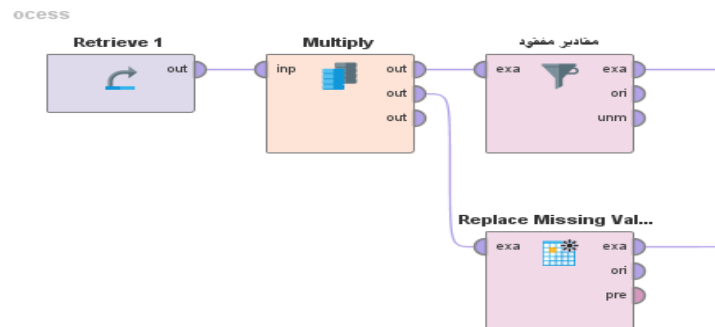 ocess
Retrieve 1
out
Multiply
inp
out
out
out
مقادیر مفقود
exa
exa
ori
unm
Replace Missing Val...
exa
exa
ori
pre